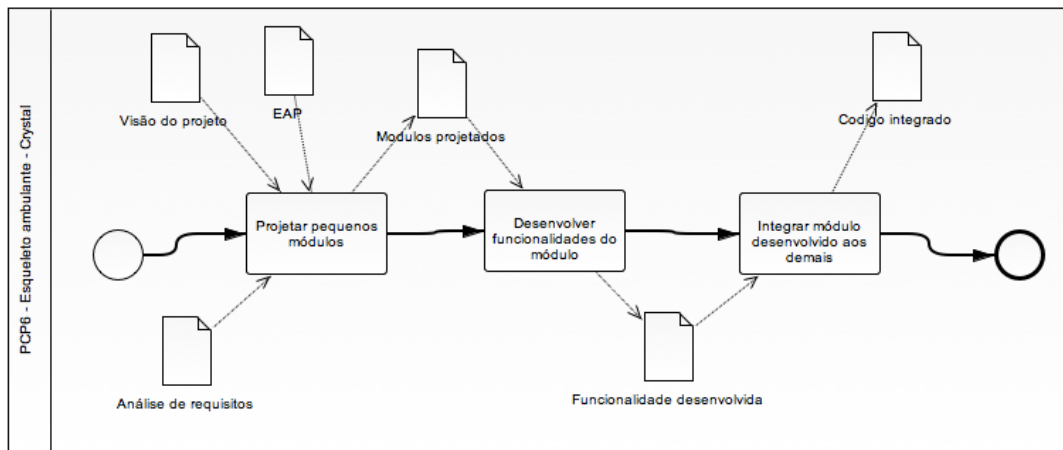 PCP6 - Esqueleto ambulante - Crystal
Visão do projeto
EAP
Modulos projetados
Codigo integrado
Projetar pequenos
módulos
Desenvolver
funcionalidades do
módulo
Integrar módulo
desenvolvido aos
demais
Análise de requisitos
Funcionalidade desenvolvida